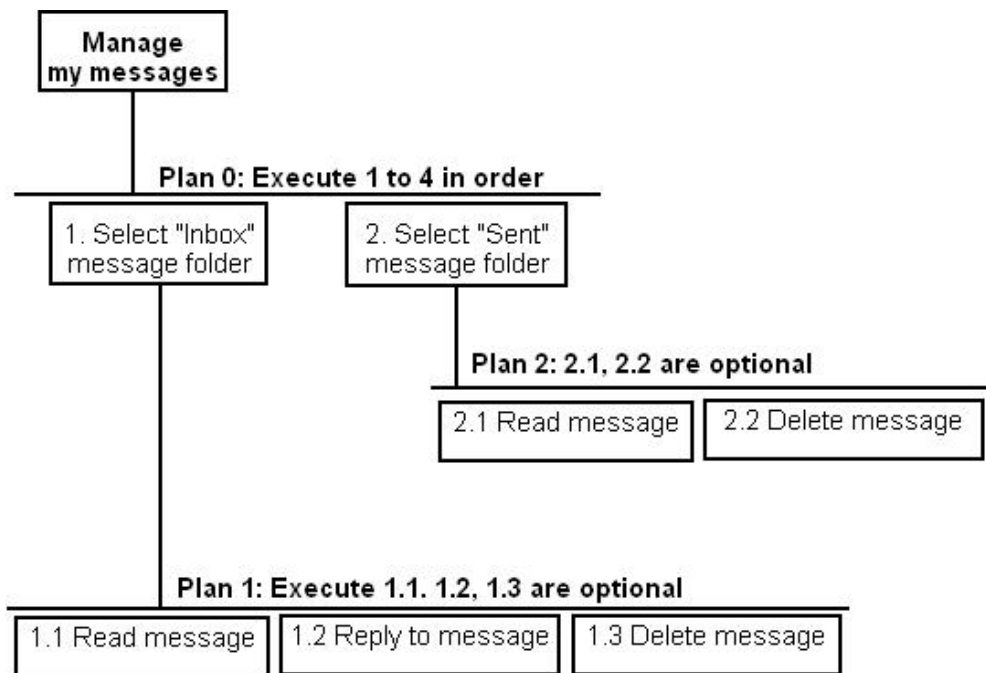 Manage
my messages
Plan 0: Execute 1 to 4 in order
1. Select "Inbox"
message folder
2. Select "Sent"
message folder
Plan 2: 2.1, 2.2 are optional
2.1 Read message
2.2 Delete message
Plan 1: Execute 1.1. 1.2, 1.3 are optional
1.1 Read message
1.2 Reply to message
1.3 Delete message